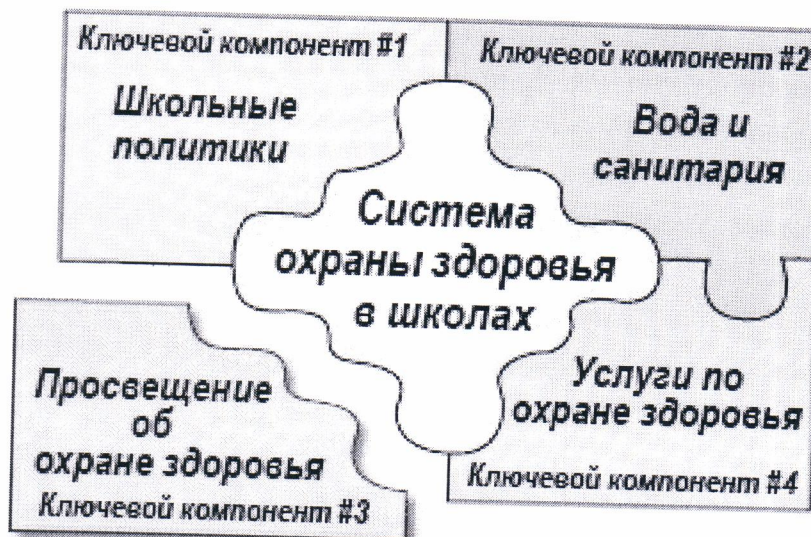 Ключевой компонент #1
Школьные
политики
Ключевой компонент #2
Вода и
санитария
Система
охраны здоровья
в школах
Просвещение
об
охране здоровья
Ключевой компонент #3
Услуги по
охране здоровья
Ключевой компонент #4